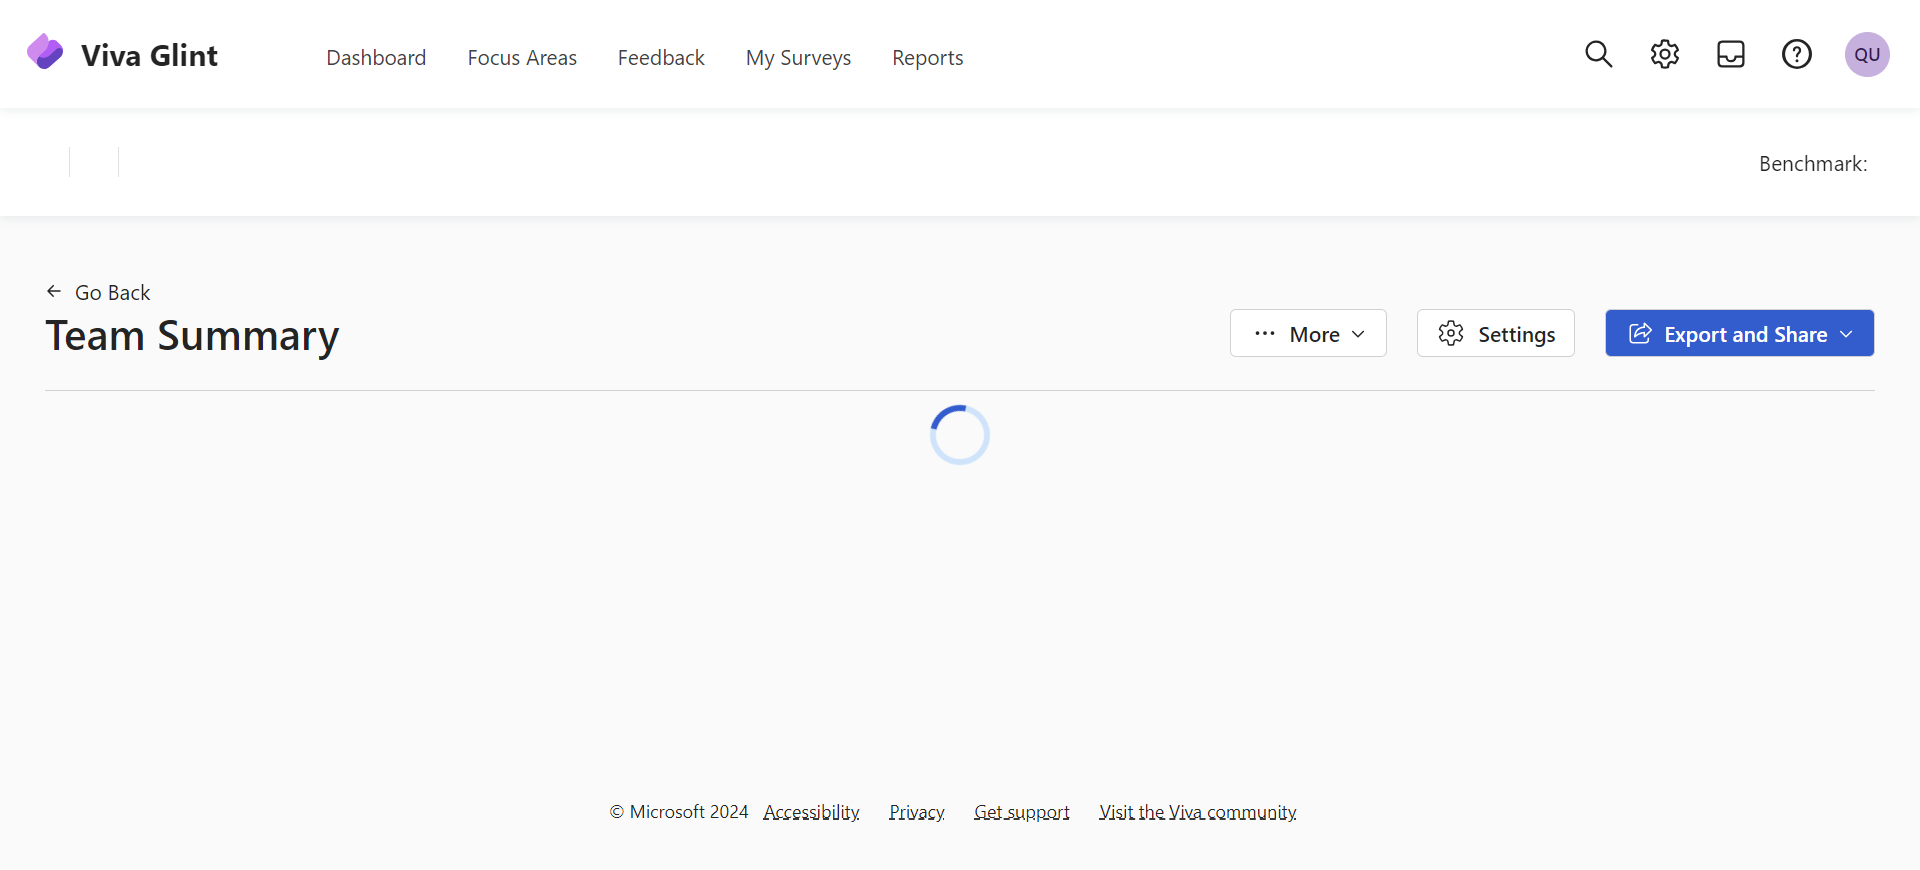 Viva Glint
Dashboard
Focus Areas
Feedback
My Surveys
Reports
QU
Benchmark:
Go Back
Team Summary
More
Settings
Export and Share
© Microsoft 2024 Accessibility Privacy Get support Visit the Viva community